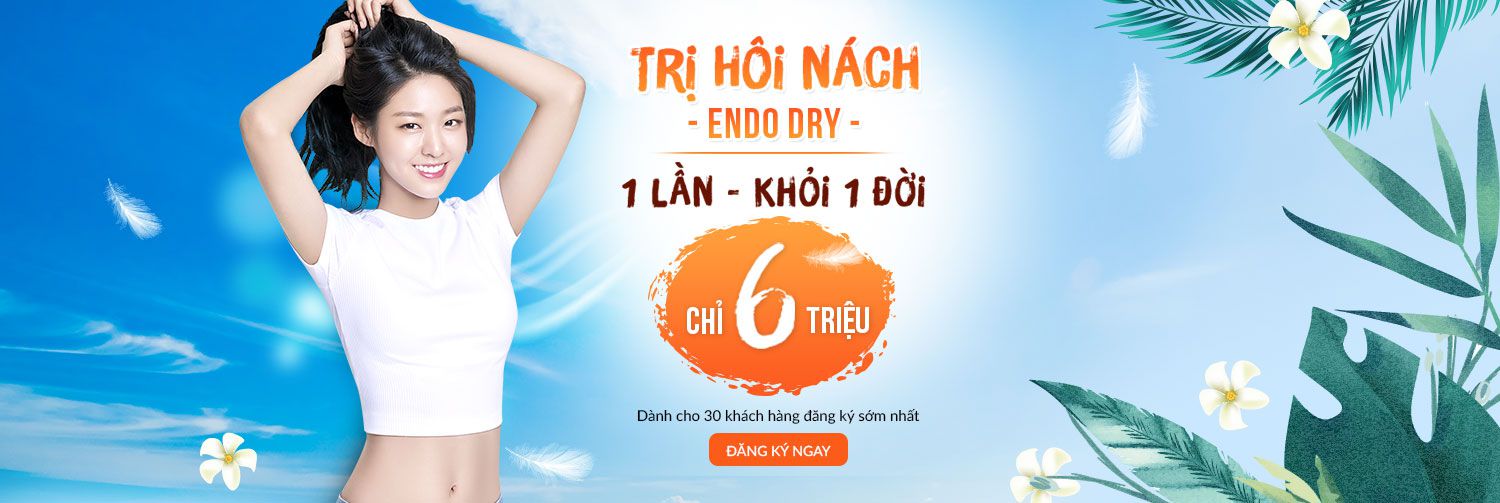 TRỊ HÔI NÁCH
- ENDO DRY -
1 LẦN - KHỎI 1 ĐỜI
CHỈ 6 TRIỆU
Dành cho 30 khách hàng đăng ký sớm nhất
ĐĂNG KÝ NGAY